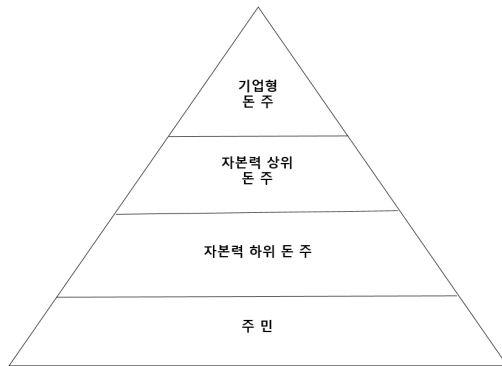 기업형
돈 주
자본력 상위
돈 주
자본력 하위 돈 주
주 민